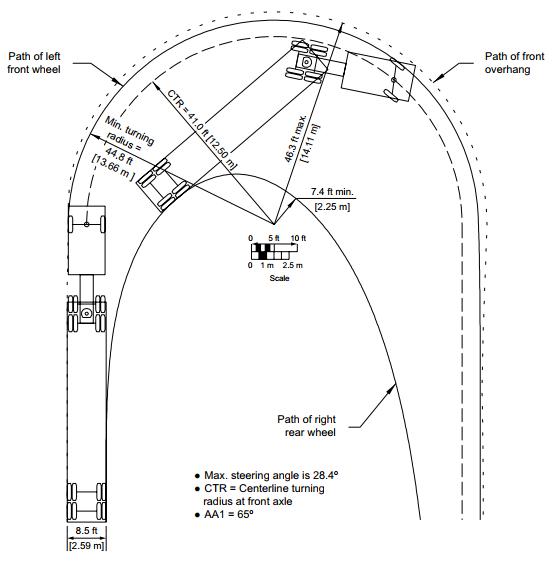 Path of left
front wheel
Path of front
overhang
CTR = 41.0 ft [12.50 m]
Min. turning
radius =
44.8 ft
[13.66 m ]
46.3 ft max.
[14.11 m]
7.4 ft min.
[2.25 m]
0 5 ft 10 ft
0 1 m 2.5 m
Scale
Path of right
rear wheel
● Max. steering angle is 28.4º
● CTR = Centerline turning
radius at front axle
● AA1 = 65º
8.5 ft
[2.59 m]